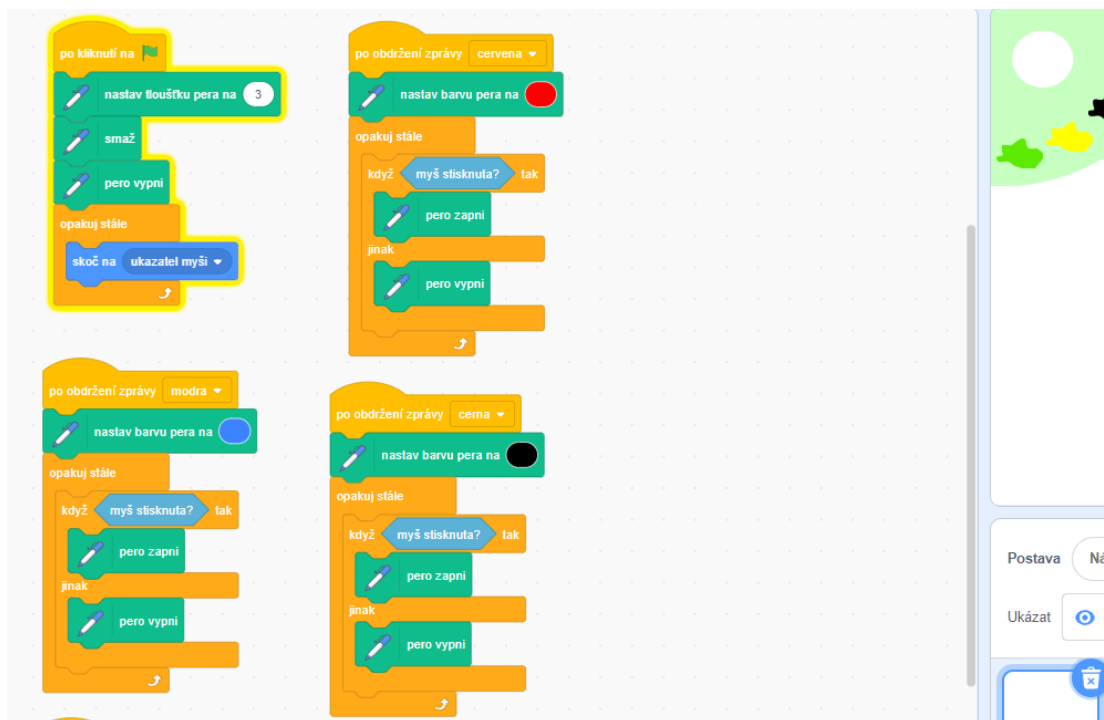 po kliknutí na
nastav tloušťku pera na 3
smaž
pero vypni
opakuj stále
skoč na ukazatel myši
po obdržení zprávy cervena
nastav barvu pera na
opakuj stále
když myš stisknuta? tak
pero zapni
jinak
pero vypni
po obdržení zprávy modra
nastav barvu pera na
opakuj stále
když myš stisknuta? tak
pero zapni
jinak
pero vypni
po obdržení zprávy cerna
nastav barvu pera na
opakuj stále
když myš stisknuta? tak
pero zapni
jinak
pero vypni
Postava
Ukázat